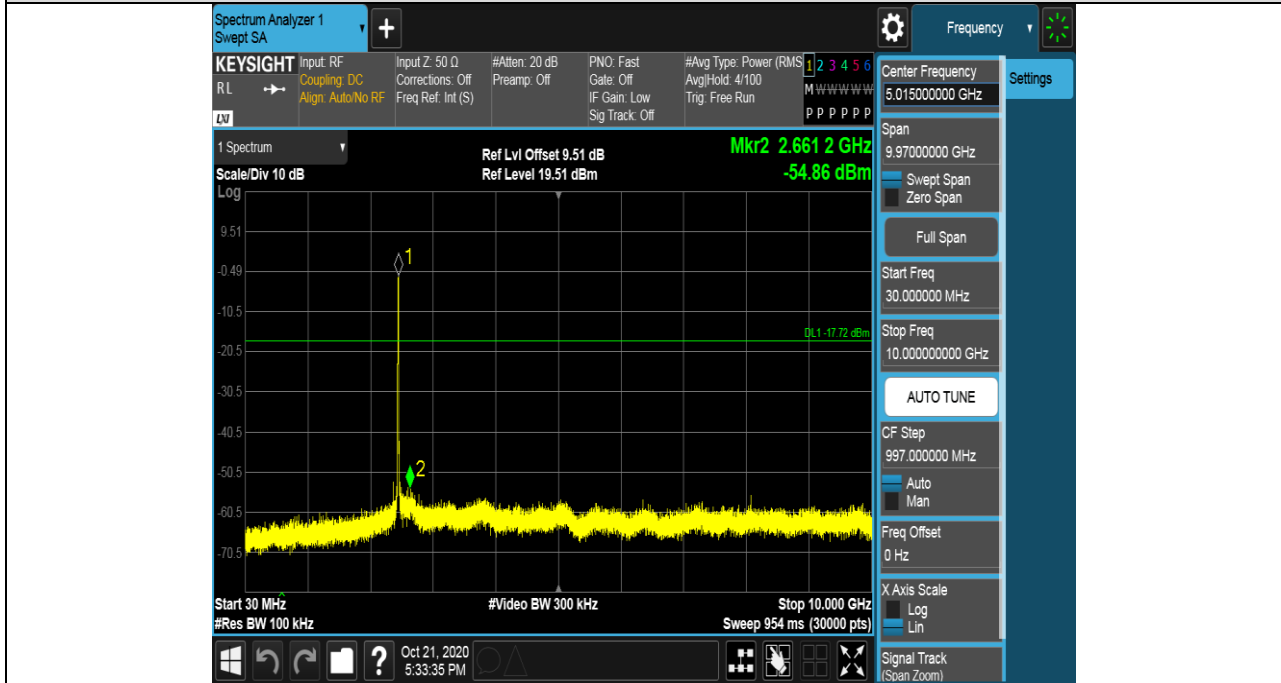 Spectrum Analyzer 1
Swept SA
+
Frequency
KEYSIGHT
RL
LXI
Input: RF
Coupling: DC
Align: Auto/No RF
Input Z: 50 Ω
Corrections: Off
Freq Ref: Int (S)
#Atten: 20 dB
Preamp: Off
PNO: Fast
Gate: Off
IF Gain: Low
Sig Track: Off
#Avg Type: Power (RMS
Avg|Hold: 4/100
Trig: Free Run
1 2 3 4 5 6
M W W W W W
P P P P P P
1 Spectrum
Scale/Div 10 dB
Ref Lvl Offset 9.51 dB
Ref Level 19.51 dBm
Mkr2 2.661 2 GHz
-54.86 dBm
Log
9.51
-0.49
-10.5
-20.5
-30.5
-40.5
-50.5
-60.5
-70.5
1
2
DL1 -17.72 dBm
Start 30 MHz
#Res BW 100 kHz
#Video BW 300 kHz
Stop 10.000 GHz
Sweep 954 ms (30000 pts)
?
Oct 21, 2020
5:33:35 PM
Center Frequency
5.015000000 GHz
Settings
Span
9.97000000 GHz
Swept Span
Zero Span
Full Span
Start Freq
30.000000 MHz
Stop Freq
10.000000000 GHz
AUTO TUNE
CF Step
997.000000 MHz
Auto
Man
Freq Offset
0 Hz
X Axis Scale
Log
Lin
Signal Track
(Span Zoom)